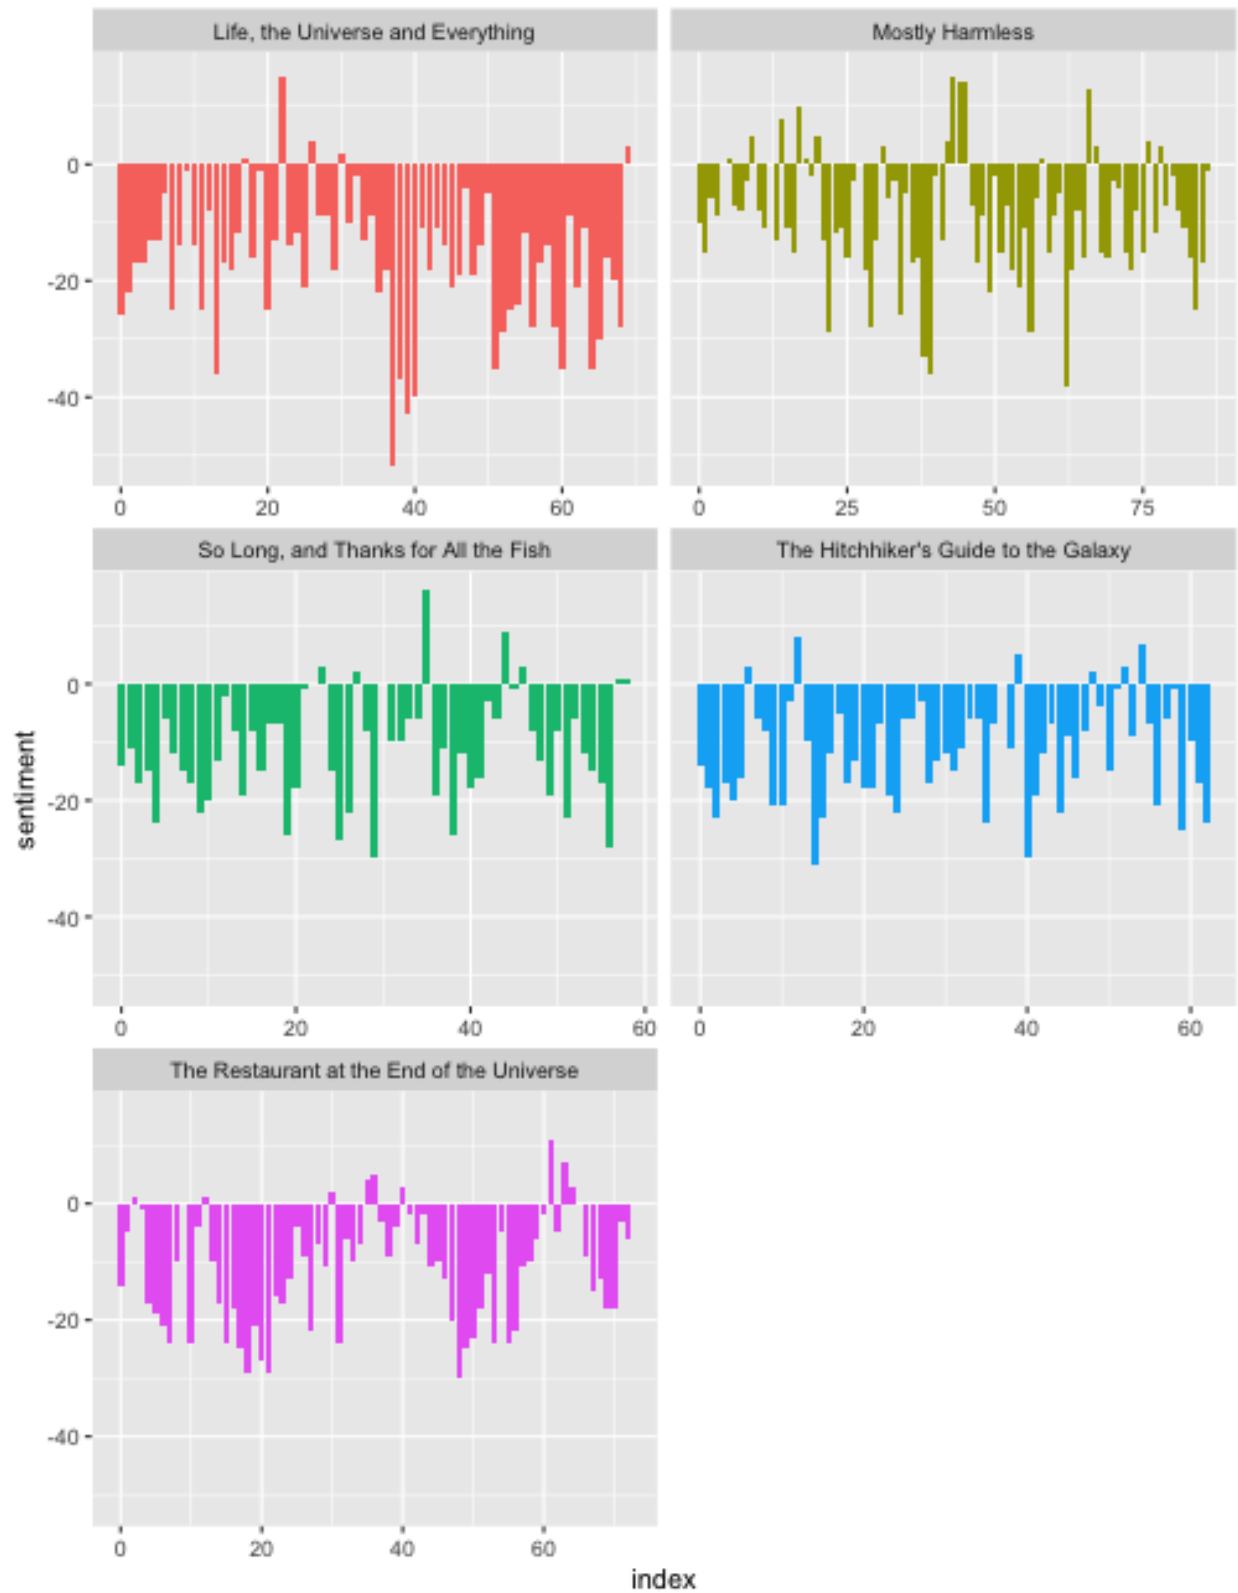 Life, the Universe and Everything
Mostly Harmless
0
-20
-40
0 20 40 60
0 25 50 75
So Long, and Thanks for All the Fish
The Hitchhiker's Guide to the Galaxy
sentiment
0
-20
-40
0 20 40 60
0 20 40 60
The Restaurant at the End of the Universe
0
-20
-40
0 20 40 60
index